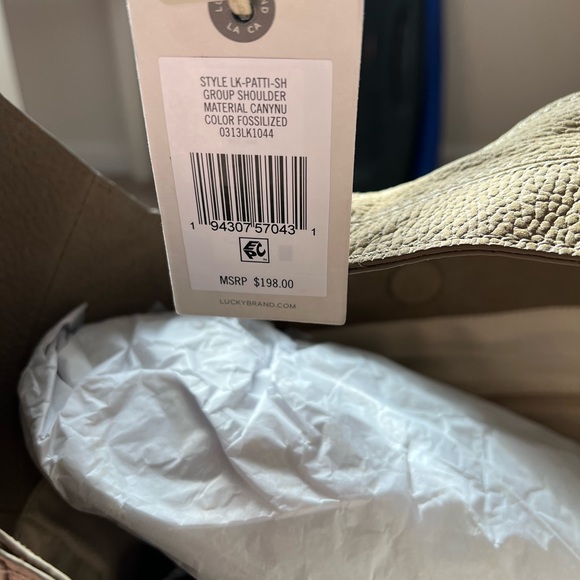 LA CA
STYLE LK-PATTI-SH
GROUP SHOULDER
MATERIAL CANYNU
COLOR FOSSILIZED
0313LK1044
1 94307 57043 1
MSRP $198.00
LUCKYBRAND.COM